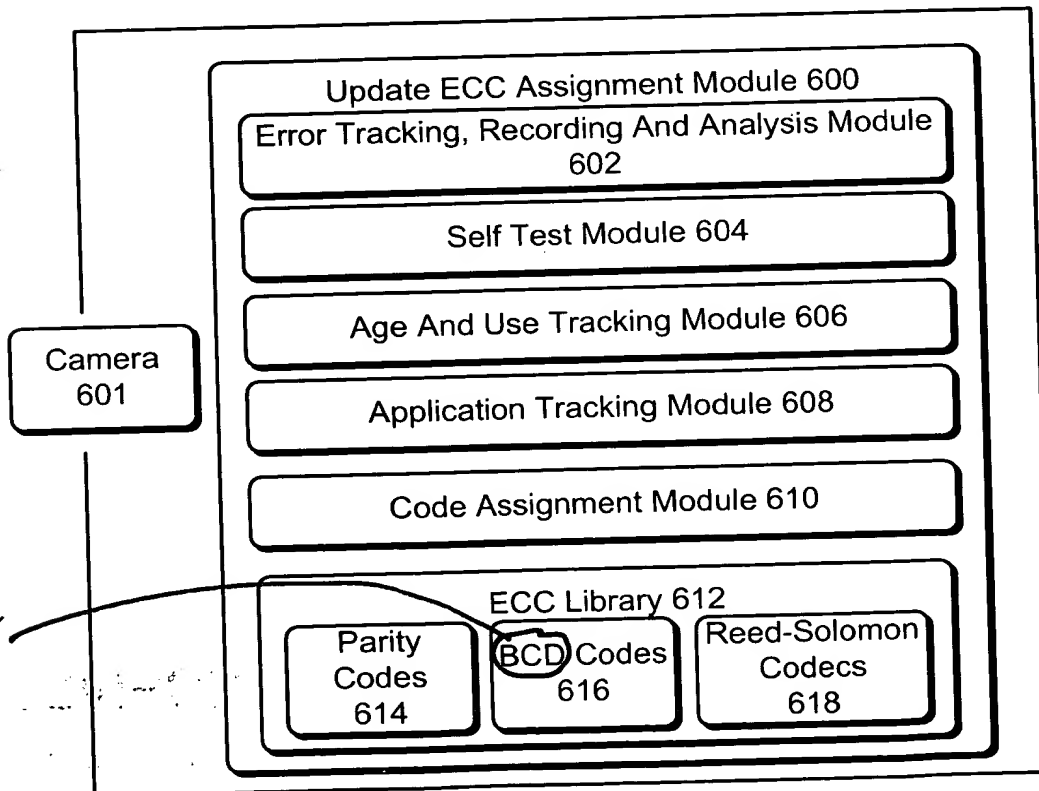 Update ECC Assignment Module 600
Error Tracking, Recording And Analysis Module
602
Self Test Module 604
Age And Use Tracking Module 606
Camera
601
Application Tracking Module 608
Code Assignment Module 610
ECC Library 612
Parity
Codes
614
BCD Codes
616
Reed-Solomon
Codecs
618